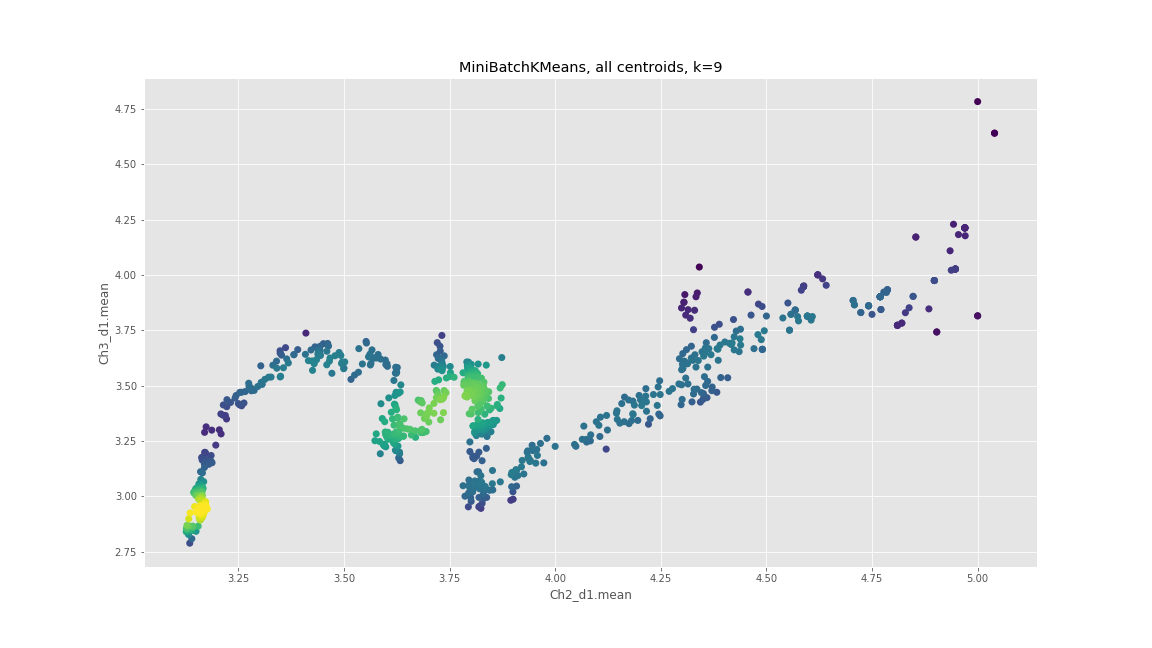 MiniBatchKMeans, all centroids, k=9
4.75
4.50
4.25
4.00
3.75
3.50
3.25
3.00
2.75
Ch3_d1.mean
3.25 3.50 3.75 4.00 4.25 4.50 4.75 5.00
Ch2_d1.mean